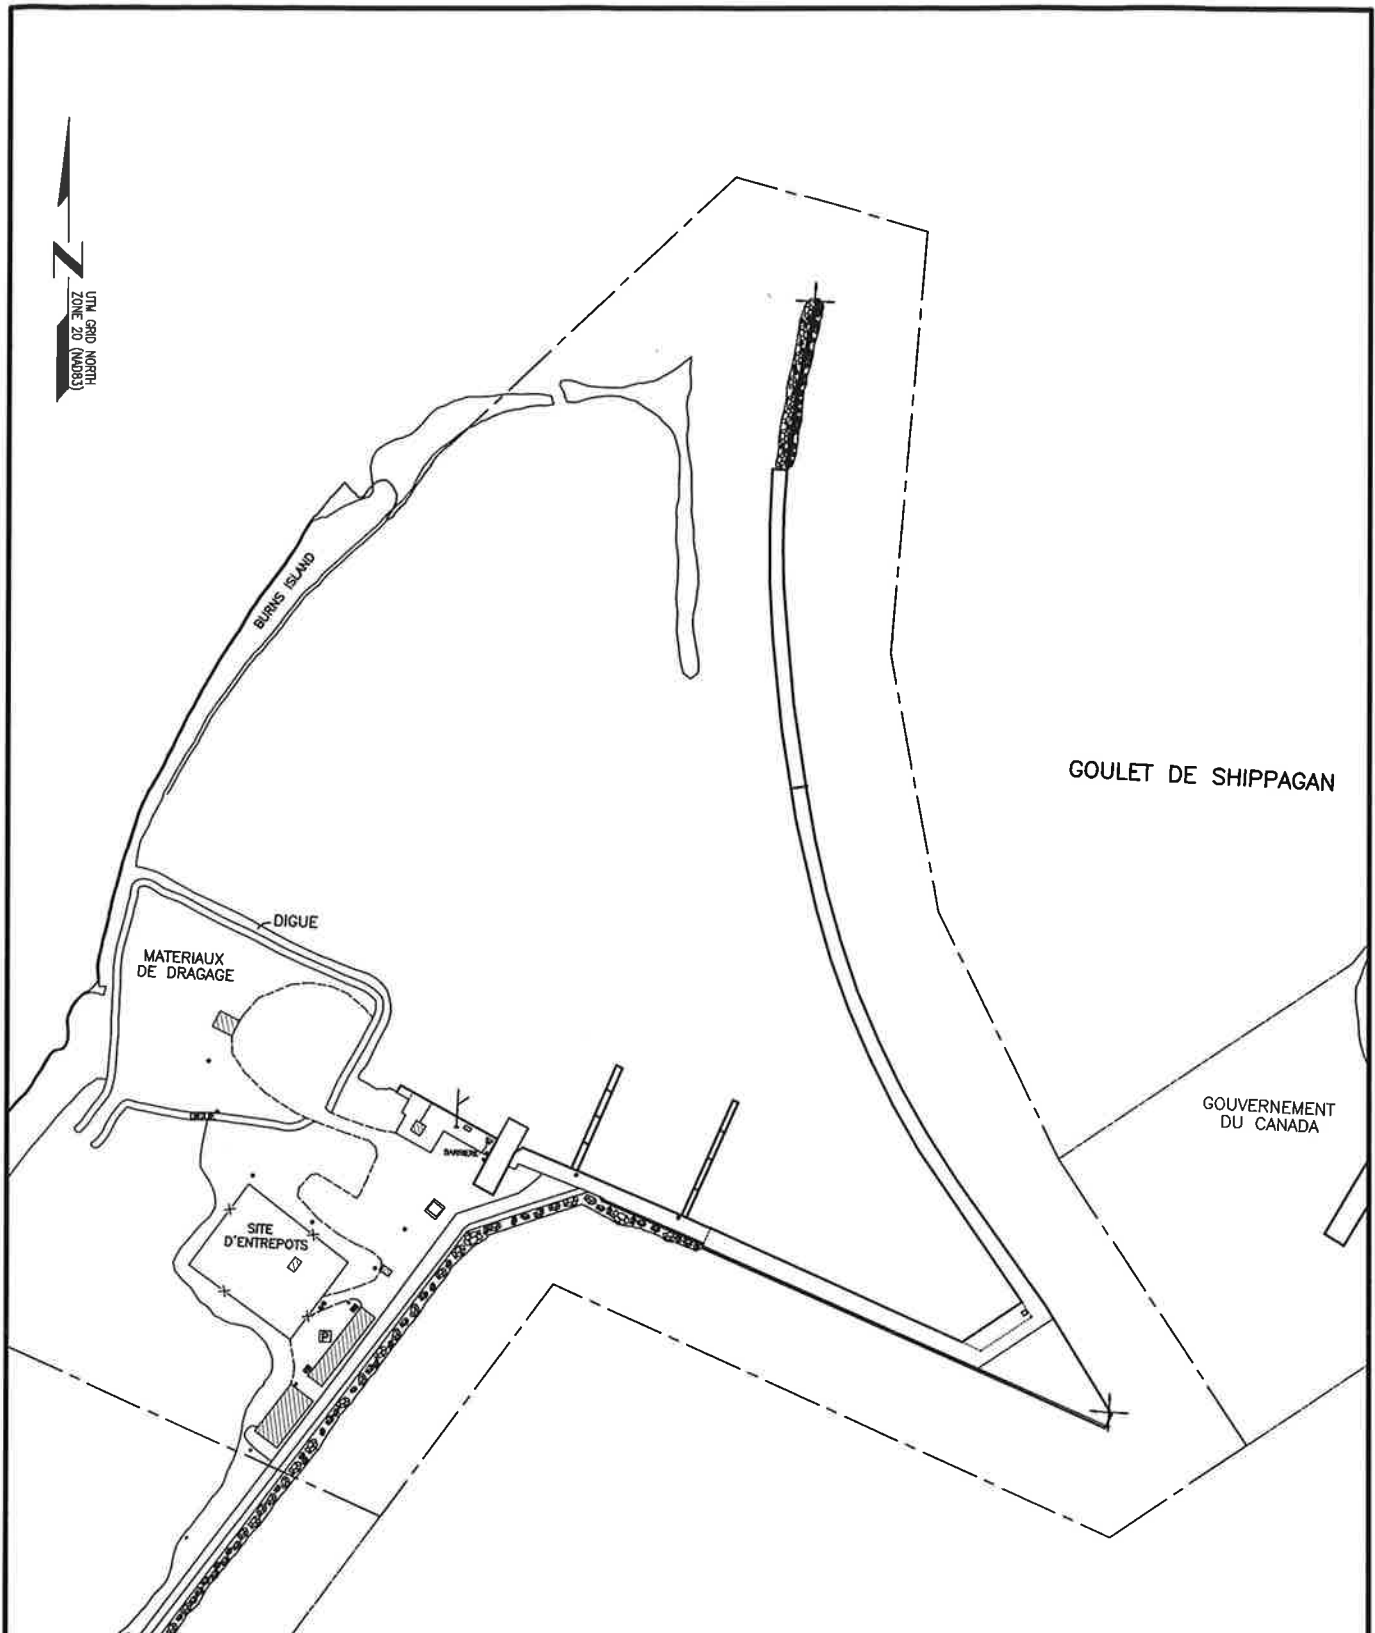 N
UTM GRID NORTH
ZONE 20 (NAD83)
BURNS ISLAND
GOULET DE SHIPPAGAN
DIGUE
MATERIAUX
DE DRAGAGE
GOUVERNEMENT
DU CANADA
DIGUE
BARRIERE
SITE
D'ENTREPOTS
P